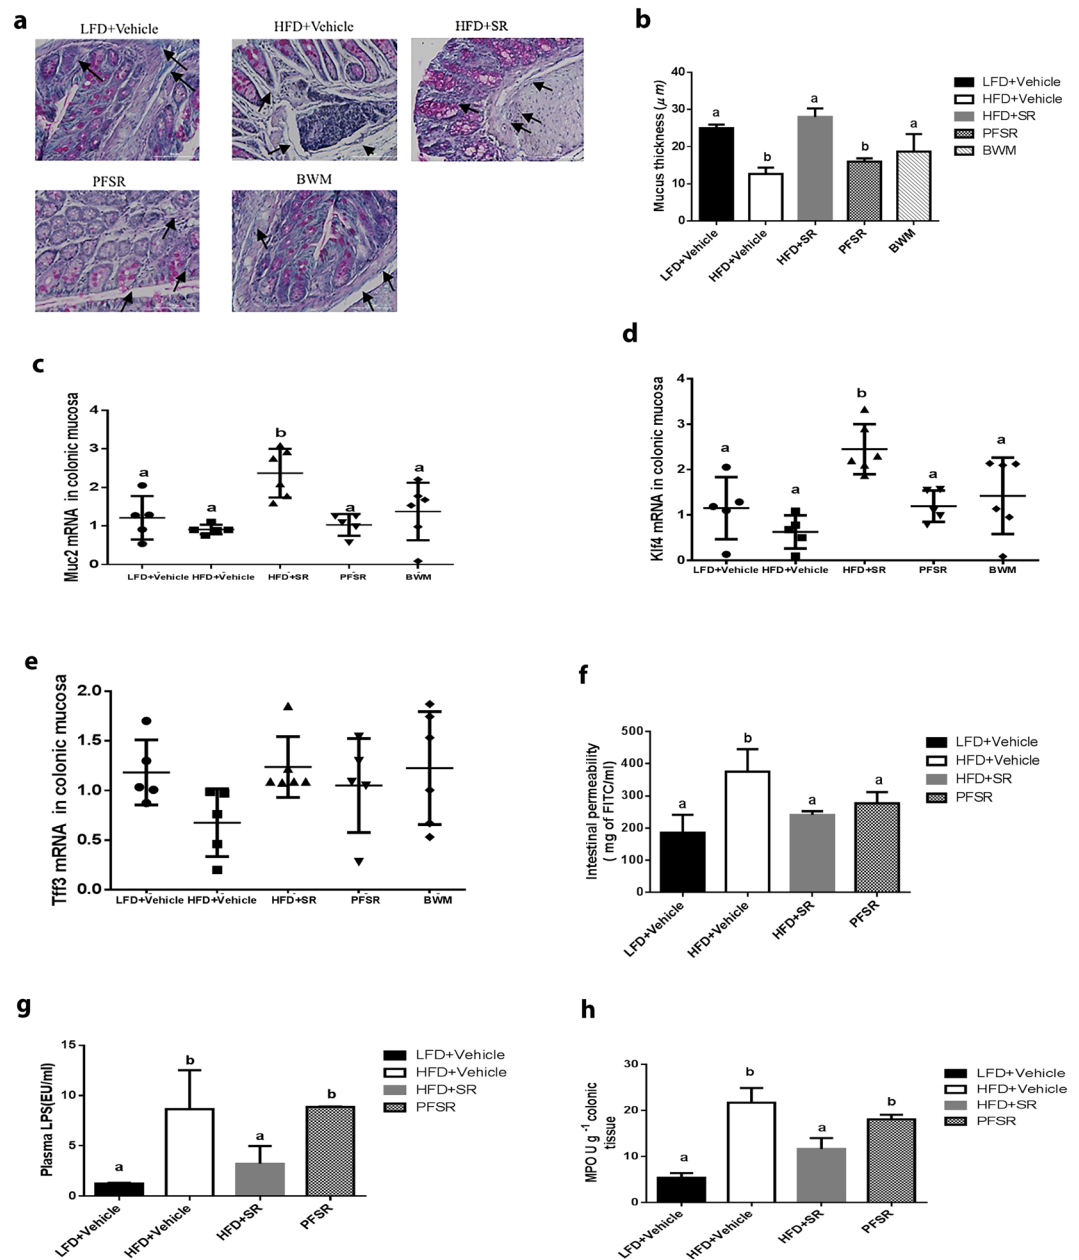 a
LFD+Vehicle
HFD+Vehicle
HFD+SR
PFSR
BWM
b
Mucus thickness (μm)
40
30
20
10
0
a
b
a
b
a
LFD+Vehicle
HFD+Vehicle
HFD+SR
PFSR
BWM
LFD+Vehicle
HFD+Vehicle
HFD+SR
PFSR
BWM
c
Muc2 mRNA in colonic mucosa
4
3
2
1
0
a
a
b
a
a
LFD+Vehicle
HFD+Vehicle
HFD+SR
PFSR
BWM
d
Klf4 mRNA in colonic mucosa
4
3
2
1
0
a
a
b
a
a
LFD+Vehicle
HFD+Vehicle
HFD+SR
PFSR
BWM
e
Tff3 mRNA in colonic mucosa
2.0
1.5
1.0
0.5
0.0
LFD+Vehicle
HFD+Vehicle
HFD+SR
PFSR
BWM
f
Intestinal permeability
( mg of FITC/ml)
500
400
300
200
100
0
a
b
a
a
LFD+Vehicle
HFD+Vehicle
HFD+SR
PFSR
LFD+Vehicle
HFD+Vehicle
HFD+SR
PFSR
g
Plasma LPS(EU/ml)
15
10
5
0
a
b
a
b
LFD+Vehicle
HFD+Vehicle
HFD+SR
PFSR
LFD+Vehicle
HFD+Vehicle
HFD+SR
PFSR
h
MPO U g -1 colonic
tissue
30
20
10
0
a
b
a
b
LFD+Vehicle
HFD+Vehicle
HFD+SR
PFSR
LFD+Vehicle
HFD+Vehicle
HFD+SR
PFSR